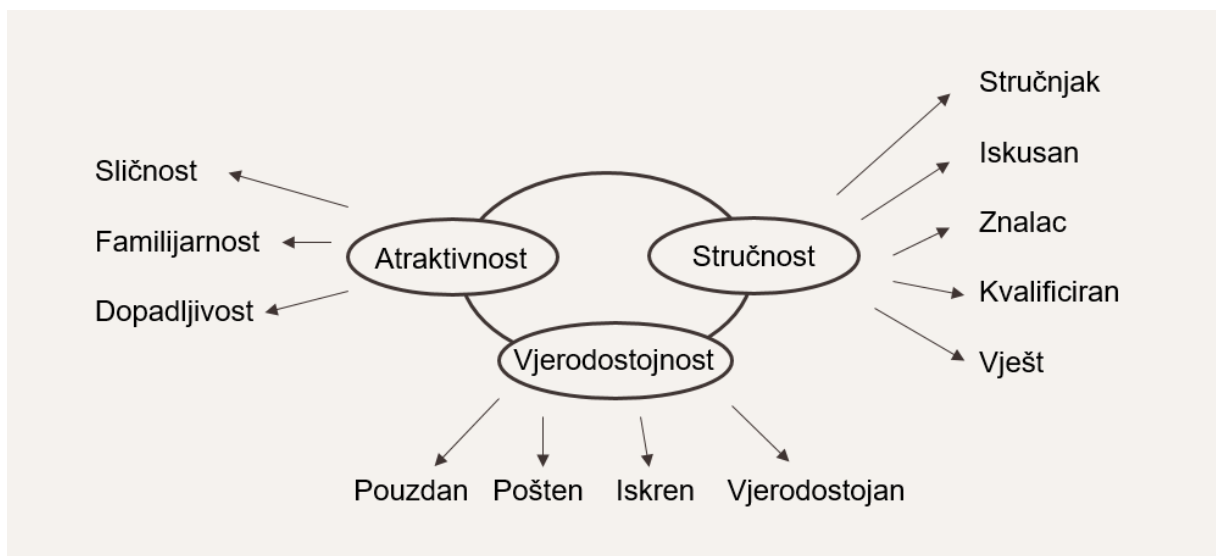 Stručnjak
Iskusan
Sličnost
Znalac
Familijarnost
Atraktivnost
Stručnost
Kvalificiran
Dopadljivost
Vjerodostojnost
Vješt
Pouzdan Pošten Iskren Vjerodostojan